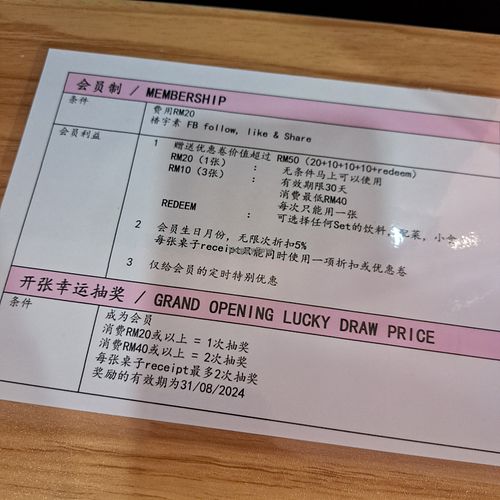 会员制 / MEMBERSHIP
条件
费用RM20
楿宇素 FB follow, like & Share
会员利益
1 赠送优惠卷价值超过 RM50 (20+10+10+10+redeem)
RM20 (1张) : 无条件马上可以使用
RM10 (3张) : 有效期限30天
消费最低RM40
每次只能用一张
REDEEM : 可选择任何Set的饮料,配菜,小食
2 会员生日月份,无限次折扣5%
每张桌子receipt只能同时使用一项折扣或优惠卷
3 仅给会员的定时特别优惠
开张幸运抽奖 / GRAND OPENING LUCKY DRAW PRICE
条件
成为会员
消费RM20或以上 = 1次抽奖
消费RM40或以上 = 2次抽奖
每张桌子receipt最多2次抽奖
奖励的有效期为31/08/2024